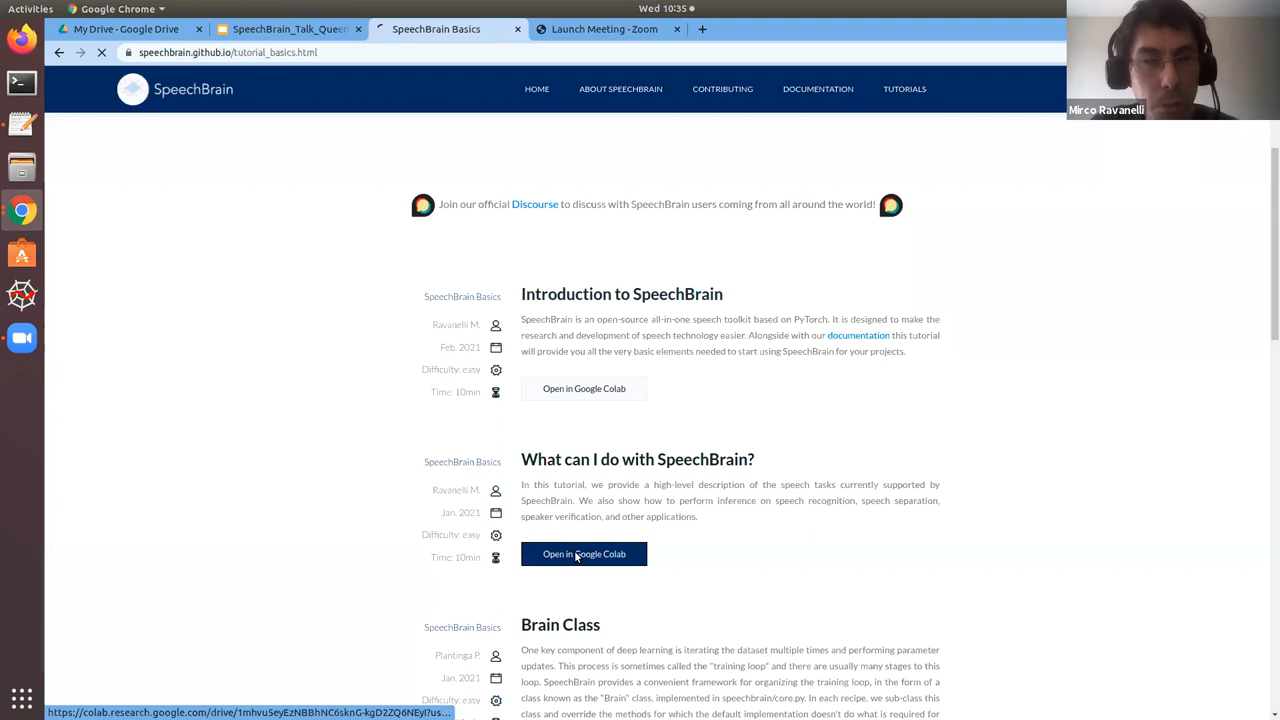 Activities
Google Chrome
Wed 10:35
My Drive - Google Drive
SpeechBrain_Talk_Queen
SpeechBrain Basics
Launch Meeting - Zoom
speechbrain.github.io/tutorial_basics.html
SpeechBrain
HOME
ABOUT SPEECHBRAIN
CONTRIBUTING
DOCUMENTATION
TUTORIALS
Mirco Ravanelli
Join our official Discourse to discuss with SpeechBrain users coming from all around the world!
SpeechBrain Basics
Ravanelli M.
Feb. 2021
Difficulty: easy
Time: 10min
Introduction to SpeechBrain
SpeechBrain is an open-source all-in-one speech toolkit based on PyTorch. It is designed to make the
research and development of speech technology easier. Alongside with our documentation this tutorial
will provide you all the very basic elements needed to start using SpeechBrain for your projects.
Open in Google Colab
SpeechBrain Basics
Ravanelli M.
Jan. 2021
Difficulty: easy
Time: 10min
What can I do with SpeechBrain?
In this tutorial, we provide a high-level description of the speech tasks currently supported by
SpeechBrain. We also show how to perform inference on speech recognition, speech separation,
speaker verification, and other applications.
Open in Google Colab
SpeechBrain Basics
Plantinga P.
Jan. 2021
Difficulty: easy
Brain Class
One key component of deep learning is iterating the dataset multiple times and performing parameter
updates. This process is sometimes called the "training loop" and there are usually many stages to this
loop. SpeechBrain provides a convenient framework for organizing the training loop, in the form of a
class known as the "Brain" class, implemented in speechbrain/core.py. In each recipe, we sub-class this
class and override the methods for which the default implementation doesn't do what is required for
https://colab.research.google.com/drive/1mhvu5eyEzNBBhNC6sknG-kgD2ZQ6NEyI?us...